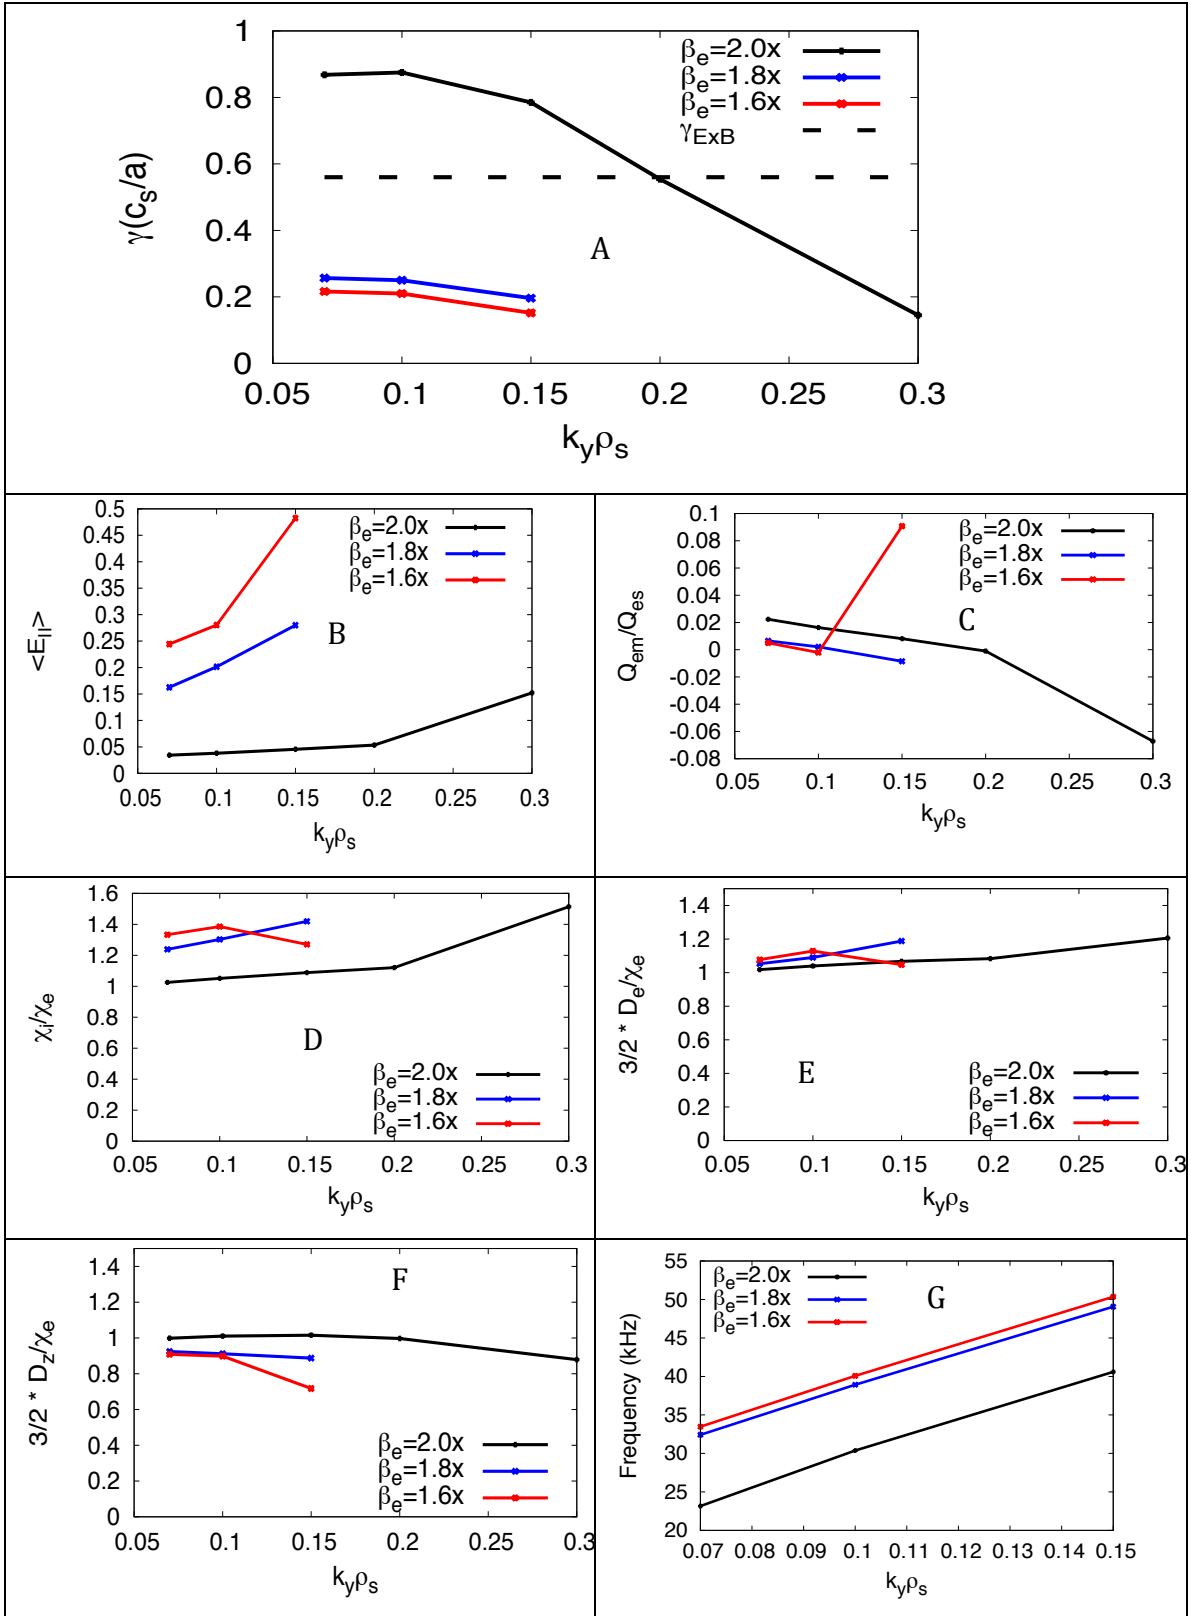 1
0.8
0.6
0.4
0.2
0
γ(c_s/a)
β_e=2.0x
β_e=1.8x
β_e=1.6x
γ_ExB
A
0.05 0.1 0.15 0.2 0.25 0.3
k_yρ_s
0.5
0.45
0.4
0.35
0.3
0.25
0.2
0.15
0.1
0.05
0
<E_||>
β_e=2.0x
β_e=1.8x
β_e=1.6x
B
0.05 0.1 0.15 0.2 0.25 0.3
k_yρ_s
0.1
0.08
0.06
0.04
0.02
0
-0.02
-0.04
-0.06
-0.08
Q_em/Q_es
β_e=2.0x
β_e=1.8x
β_e=1.6x
C
0.05 0.1 0.15 0.2 0.25 0.3
k_yρ_s
1.6
1.4
1.2
1
0.8
0.6
0.4
0.2
0
χ_i/χ_e
D
β_e=2.0x
β_e=1.8x
β_e=1.6x
0.05 0.1 0.15 0.2 0.25 0.3
k_yρ_s
1.4
1.2
1
0.8
0.6
0.4
0.2
0
3/2 * D_e/χ_e
E
β_e=2.0x
β_e=1.8x
β_e=1.6x
0.05 0.1 0.15 0.2 0.25 0.3
k_yρ_s
1.4
1.2
1
0.8
0.6
0.4
0.2
0
3/2 * D_z/χ_e
F
β_e=2.0x
β_e=1.8x
β_e=1.6x
0.05 0.1 0.15 0.2 0.25 0.3
k_yρ_s
55
50
45
40
35
30
25
20
Frequency (kHz)
β_e=2.0x
β_e=1.8x
β_e=1.6x
G
0.07 0.08 0.09 0.1 0.11 0.12 0.13 0.14 0.15
k_yρ_s